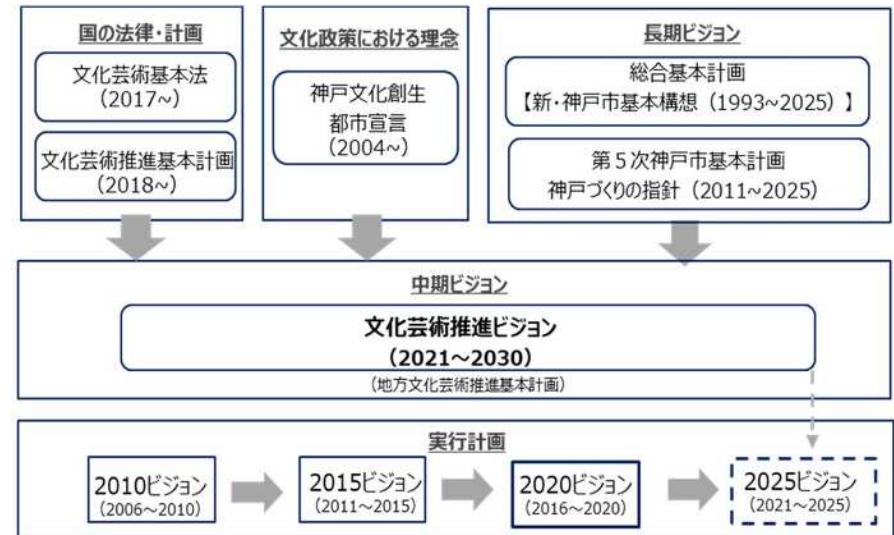 国の法律・計画
文化芸術基本法
(2017~)
文化芸術推進基本計画
(2018~)
文化政策における理念
神戸文化創生
都市宣言
(2004~)
長期ビジョン
総合基本計画
【新・神戸市基本構想（1993~2025）】
第５次神戸市基本計画
神戸づくりの指針（2011~2025）
中期ビジョン
文化芸術推進ビジョン
(2021～2030)
(地方文化芸術推進基本計画)
実行計画
2010ビジョン
(2006～2010)
2015ビジョン
(2011～2015)
2020ビジョン
(2016～2020)
2025ビジョン
(2021～2025)